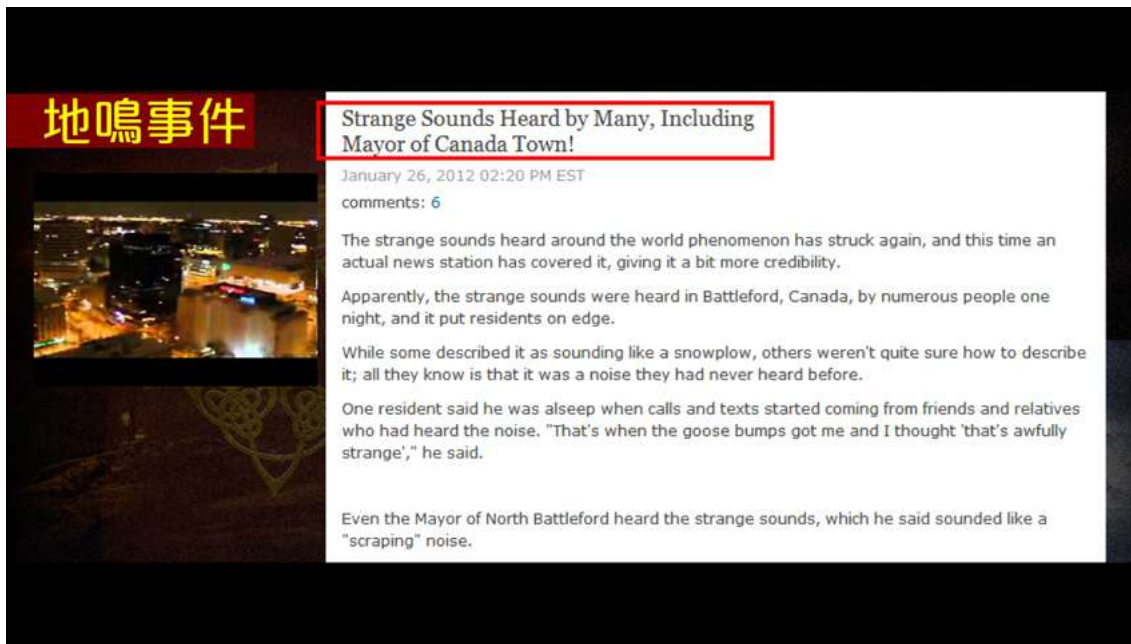 地鳴事件
Strange Sounds Heard by Many, Including
Mayor of Canada Town!
January 26, 2012 02:20 PM EST
comments: 6
The strange sounds heard around the world phenomenon has struck again, and this time an
actual news station has covered it, giving it a bit more credibility.
Apparently, the strange sounds were heard in Battleford, Canada, by numerous people one
night, and it put residents on edge.
While some described it as sounding like a snowplow, others weren't quite sure how to describe
it; all they know is that it was a noise they had never heard before.
One resident said he was alseep when calls and texts started coming from friends and relatives
who had heard the noise. "That's when the goose bumps got me and I thought 'that's awfully
strange'," he said.
Even the Mayor of North Battleford heard the strange sounds, which he said sounded like a
"scraping" noise.